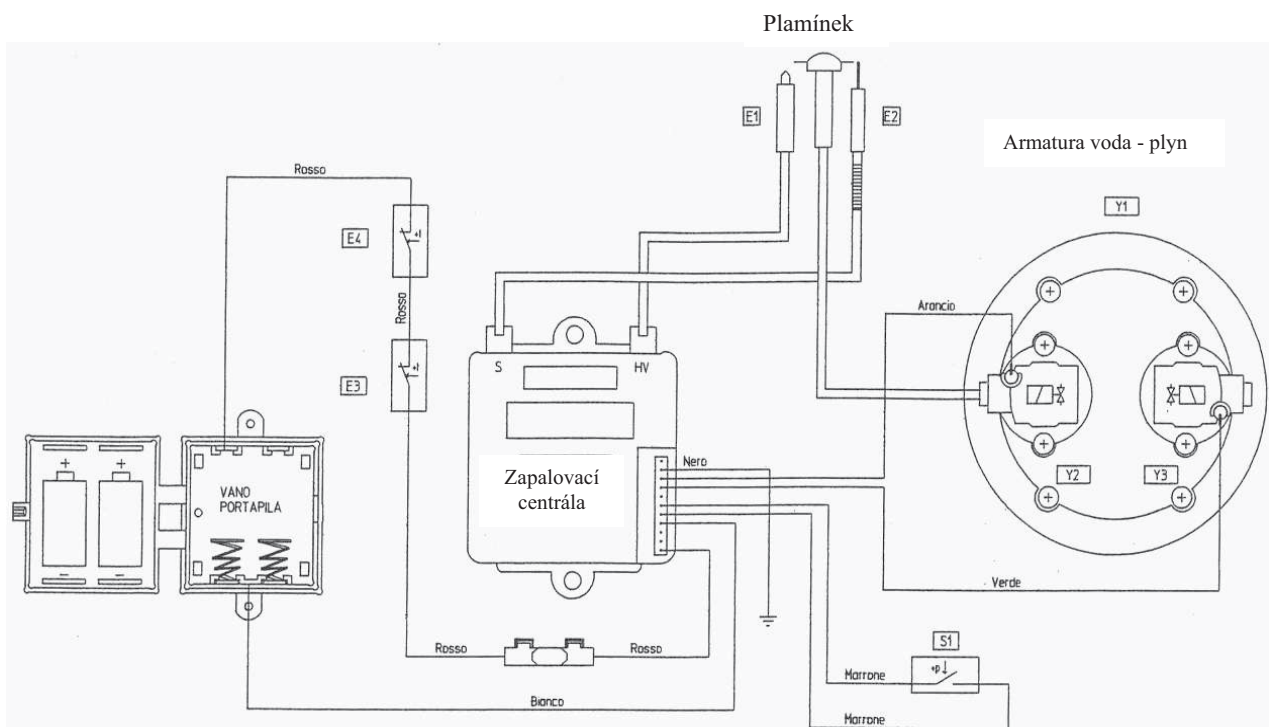 Plamínek
E1
E2
Armatura voda - plyn
Y1
Rosso
E4
Rosso
E3
Arancio
S
HV
Zapalovací
centrála
Nero
Y2
Y3
+
+
VANO
PORTAPILA
-
-
Verde
Rosso
Rosso
S1
+p
Marrone
Bianco
Marrone